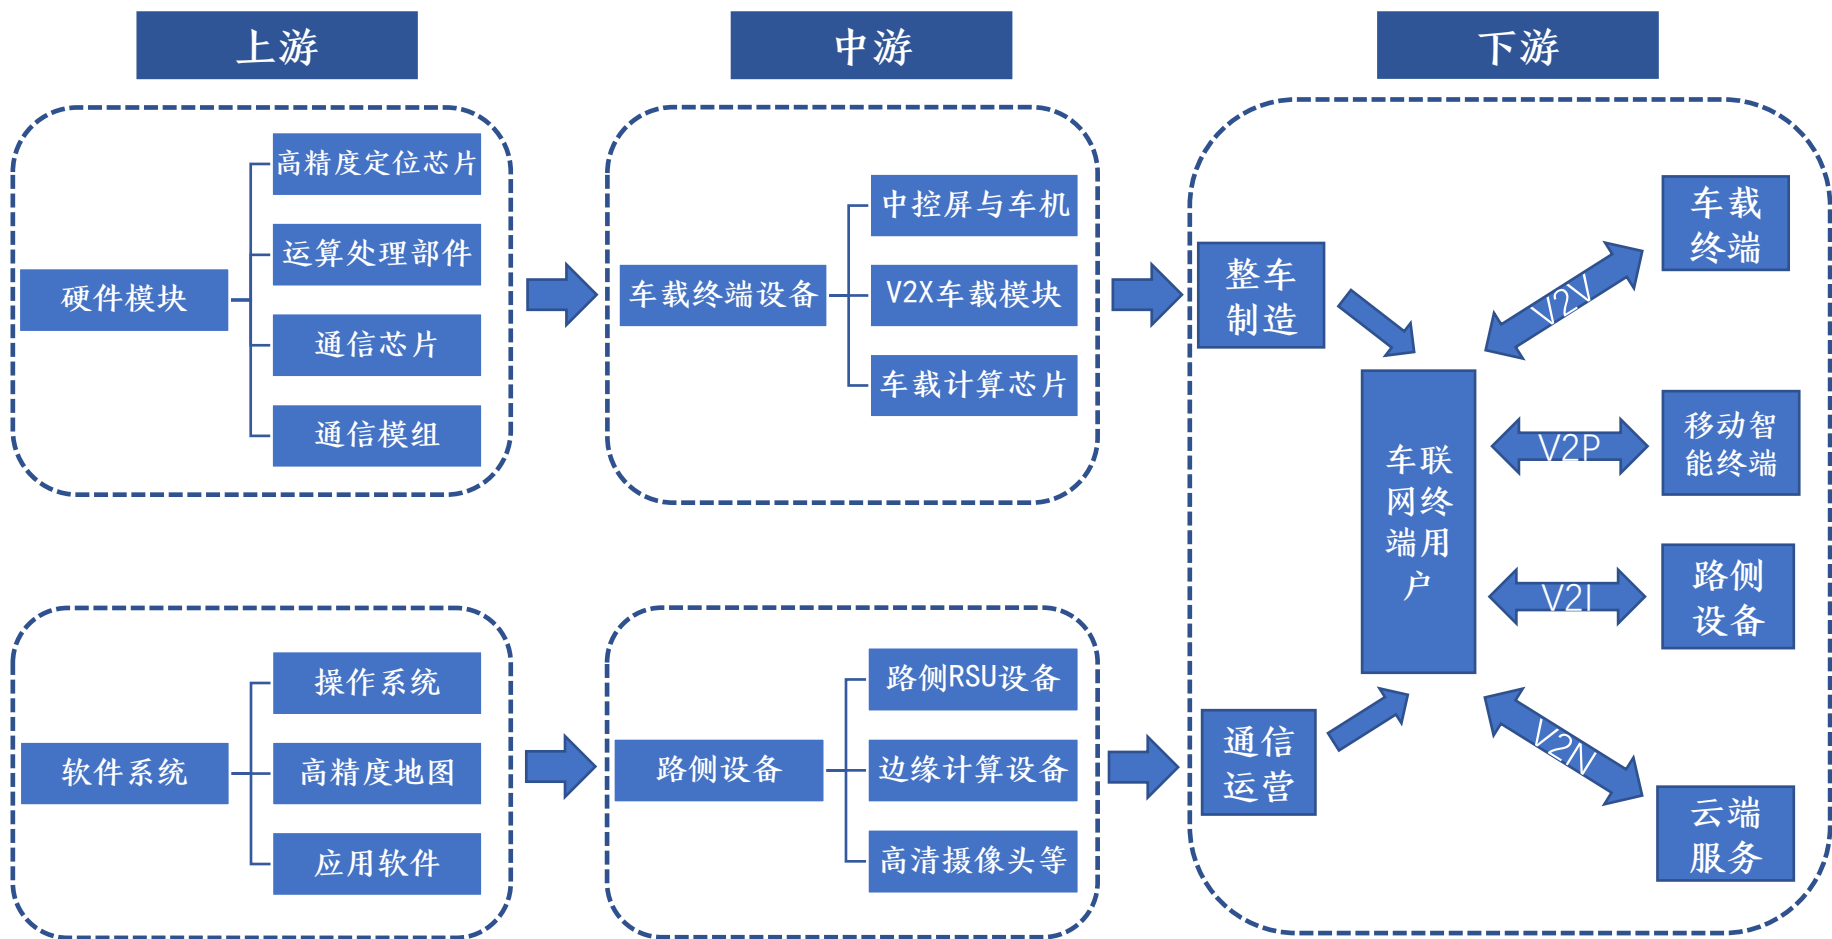 上游
中游
下游
硬件模块
高精度定位芯片
运算处理部件
通信芯片
通信模组
软件系统
操作系统
高精度地图
应用软件
车载终端设备
中控屏与车机
V2X车载模块
车载计算芯片
路侧设备
路侧RSU设备
边缘计算设备
高清摄像头等
整车
制造
通信
运营
车联
网终
端用
户
V2V
V2P
V2I
V2N
车载
终端
移动智
能终端
路侧
设备
云端
服务